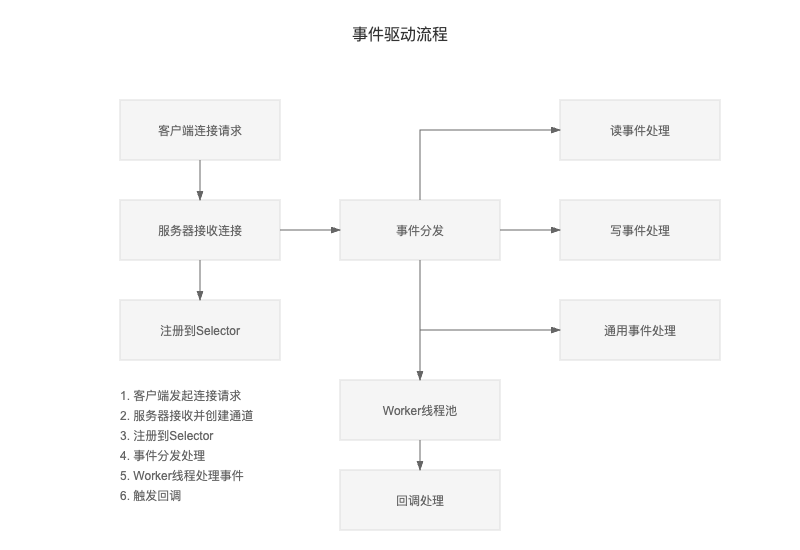 事件驱动流程
客户端连接请求
读事件处理
服务器接收连接
事件分发
写事件处理
注册到Selector
通用事件处理
1. 客户端发起连接请求
2. 服务器接收并创建通道
3. 注册到Selector
4. 事件分发处理
5. Worker线程处理事件
6. 触发回调
Worker线程池
回调处理